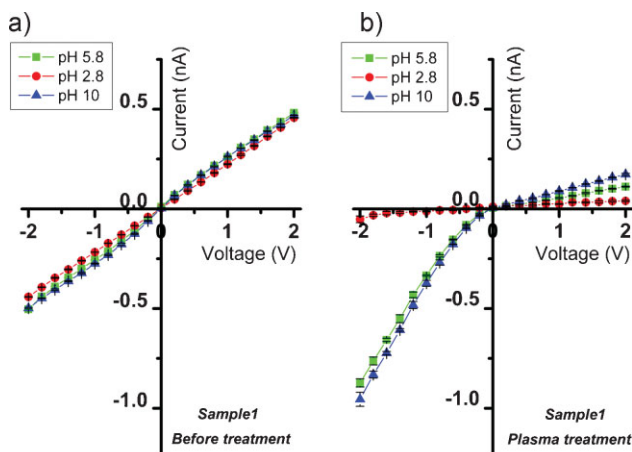 a)
pH 5.8
pH 2.8
pH 10
Current (nA)
0.5
0.0
-2 -1 0 1 2
Voltage (V)
-0.5
-1.0
Sample1
Before treatment
b)
pH 5.8
pH 2.8
pH 10
Current (nA)
0.5
0.0
-2 -1 0 1 2
Voltage (V)
-0.5
-1.0
Sample1
Plasma treatment